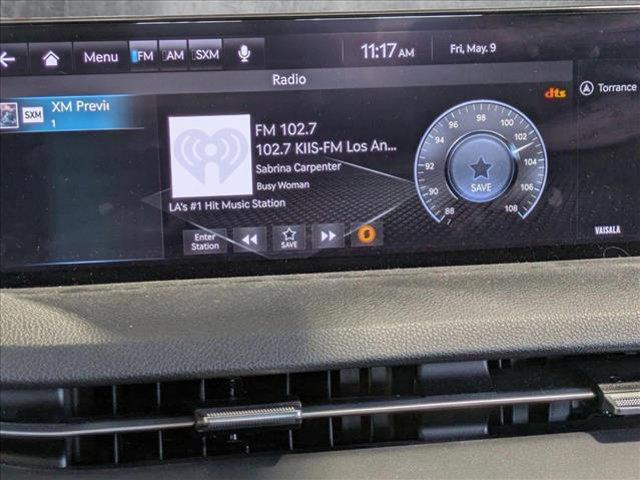 Menu FM AM SXM 11:17 AM Fri, May. 9
Radio
SXM XM Previe
1
FM 102.7
102.7 KIIS-FM Los An...
Sabrina Carpenter
Busy Woman
LA's #1 Hit Music Station
Enter Station
SAVE
88 90 92 94 96 98 100 102 104 106 108
SAVE
dts
Torrance
VAISALA